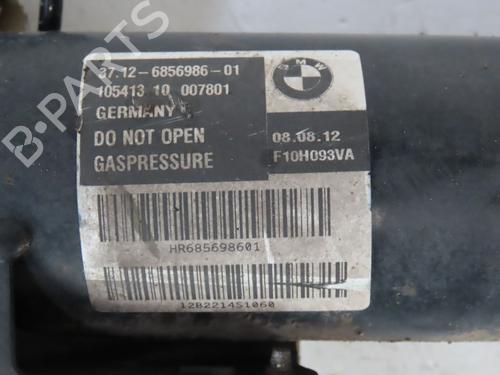 37.12-6856986-01
105413 10 007801
GERMANY
DO NOT OPEN
GASPRESSURE
BMW
08.08.12
F10H093VA
HR685698601
12B2214S1060
B-PARTS